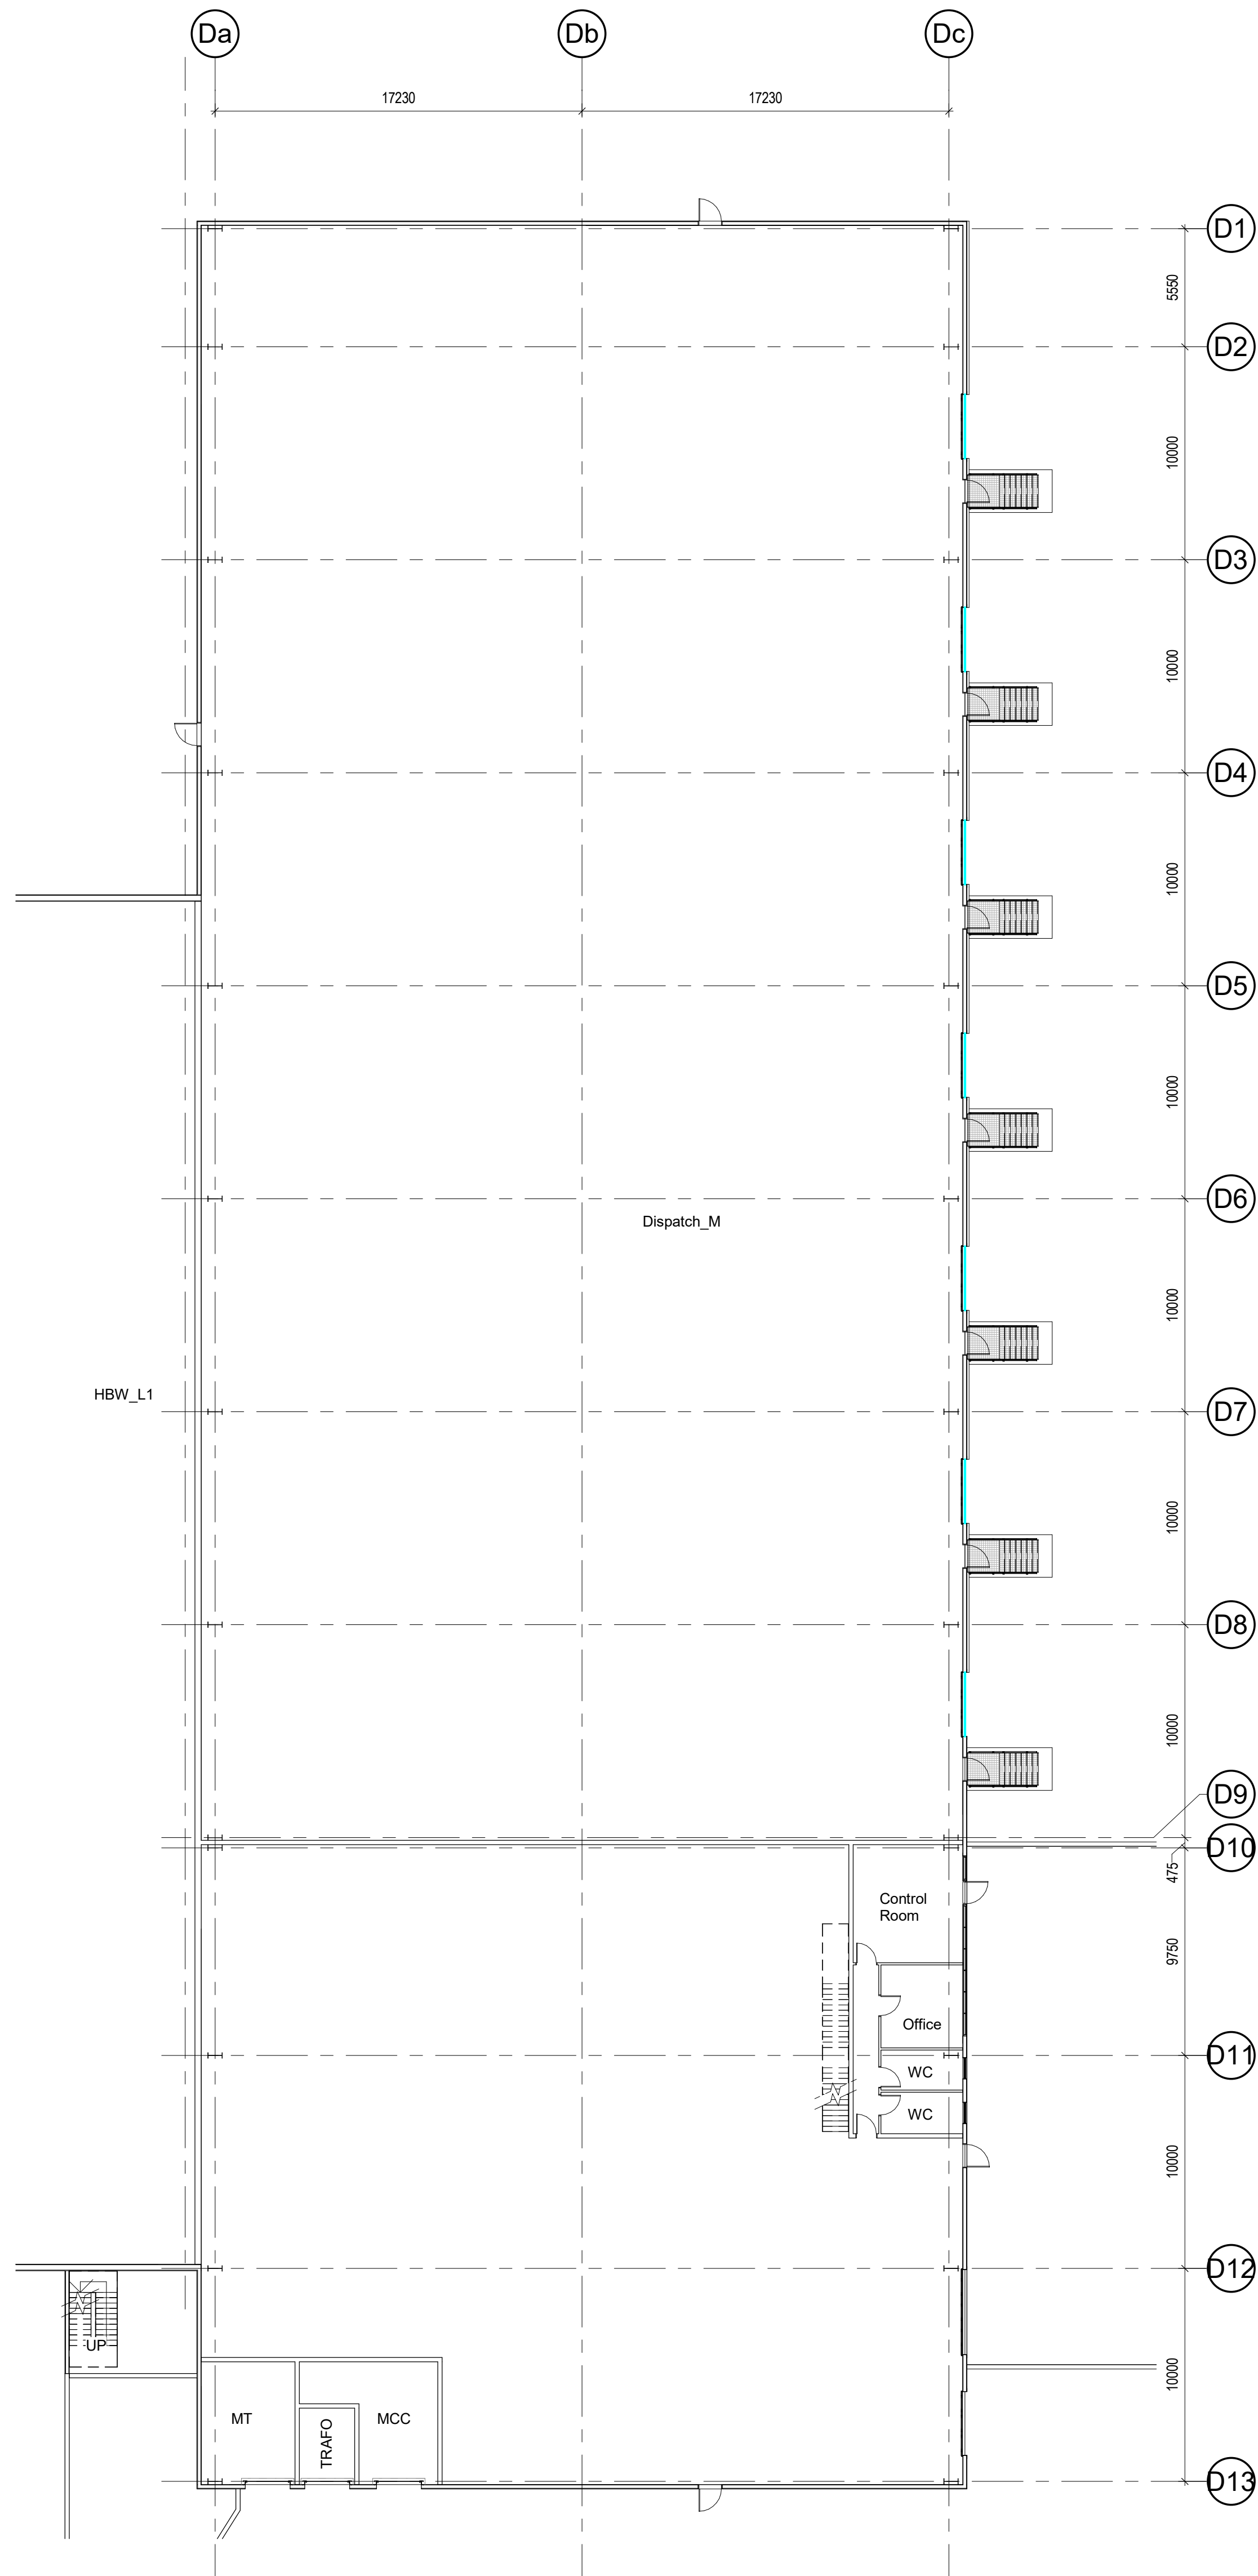 Da
Db
Dc
17230
17230
D1
5550
D2
10000
D3
10000
D4
10000
D5
10000
D6
Dispatch_M
10000
HBW_L1
D7
10000
D8
10000
D9
D10
475
Control
Room
9750
Office
D11
WC
WC
10000
D12
UP
10000
MT
TRAFO
MCC
D13